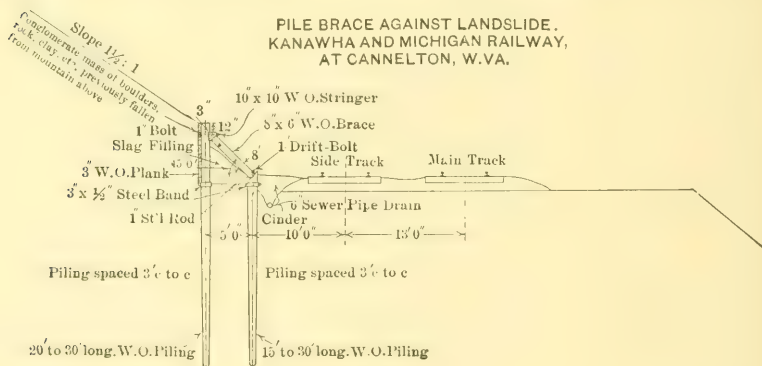 PILE BRACE AGAINST LANDSLIDE.
KANAWHA AND MICHIGAN RAILWAY,
AT CANNELTON, W.VA.
Slope 1½ : 1
Conglomerate mass of boulders,
rock, clay, etc. previously fallen
from mountain above
3"
10" x 10" W.O.Stringer
12"
8" x 6" W.O.Brace
1" Bolt
Slag Filling
1" Drift-Bolt
8'
45°0'
Side Track
Main Track
3" W.O.Plank
3" x ½" Steel Band
6" Sewer Pipe Drain
1" St'l Rod
Cinder
5'0"
10'0"
13'0"
Piling spaced 3' c to c
Piling spaced 3' c to c
20' to 30' long. W.O.Piling
15' to 30' long. W.O.Piling